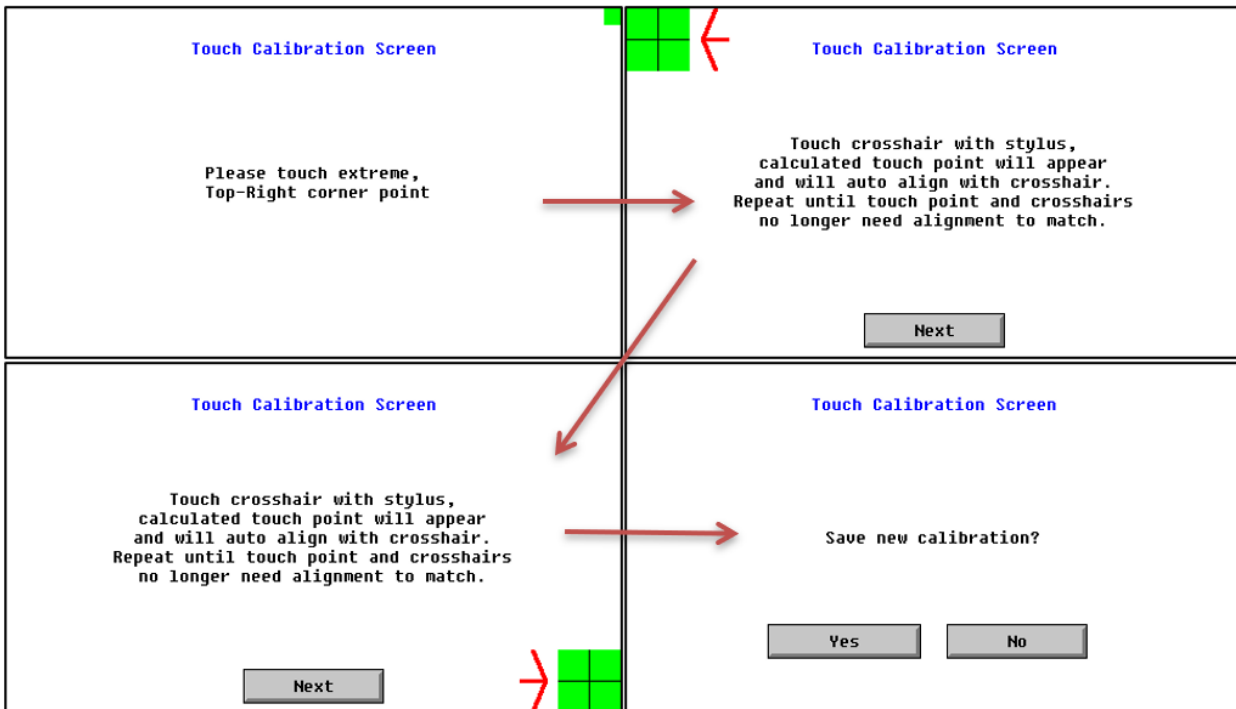 Touch Calibration Screen
Please touch extreme,
Top-Right corner point
Touch Calibration Screen
Touch crosshair with stylus,
calculated touch point will appear
and will auto align with crosshair.
Repeat until touch point and crosshairs
no longer need alignment to match.
Next
Touch Calibration Screen
Touch crosshair with stylus,
calculated touch point will appear
and will auto align with crosshair.
Repeat until touch point and crosshairs
no longer need alignment to match.
Next
Touch Calibration Screen
Save new calibration?
Yes
No